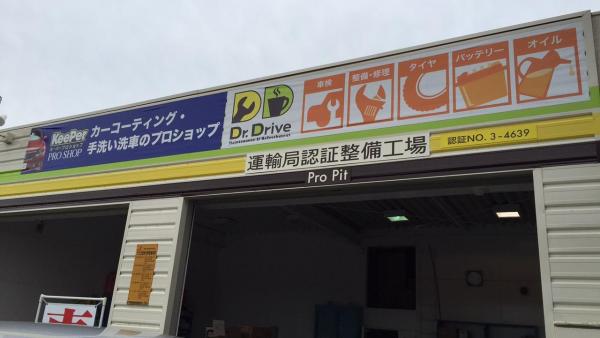 KeePer
PRO SHOP
カーコーティング・
手洗い洗車のプロショップ
Dr. Drive
Maintenance & Refreshment
車検
整備・修理
タイヤ
バッテリー
オイル
運輸局認証整備工場
認証NO. 3-4639
Pro Pit